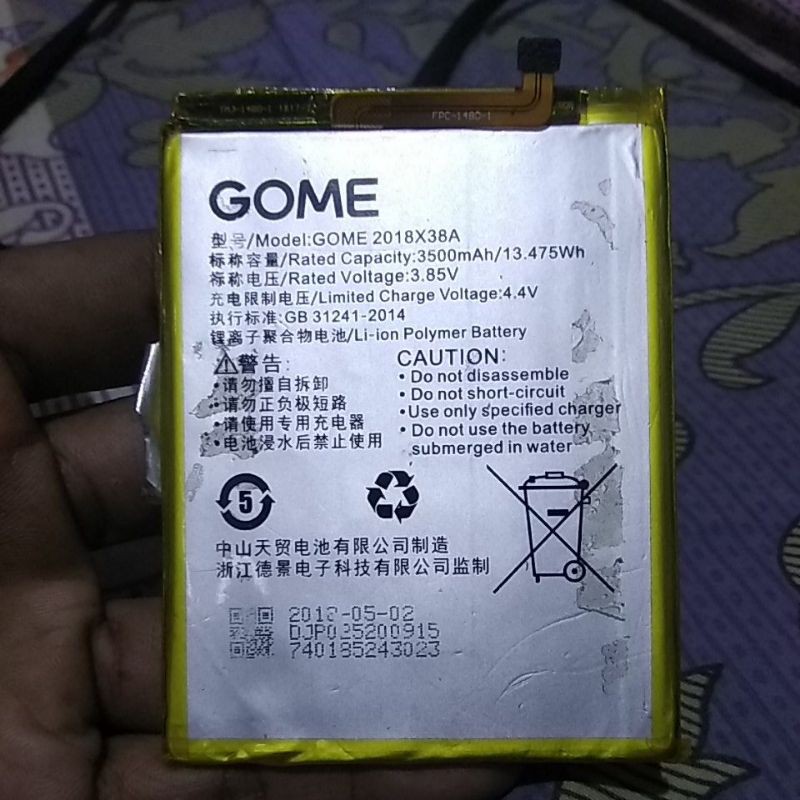 FPC-148C-1
GOME
型号/Model:GOME 2018X38A
标称容量/Rated Capacity:3500mAh/13.475Wh
标称电压/Rated Voltage:3.85V
充电限制电压/Limited Charge Voltage:4.4V
执行标准:GB 31241-2014
锂离子聚合物电池/Li-ion Polymer Battery
警告:
•请勿擅自拆卸
•请勿正负极短路
•请使用专用充电器
•电池浸水后禁止使用
CAUTION:
• Do not disassemble
• Do not short-circuit
•Use only specified charger
• Do not use the battery
submerged in water
5
中山天贸电池有限公司制造
浙江德景电子科技有限公司监制
2018-05-02
DJP035200915
740185243023